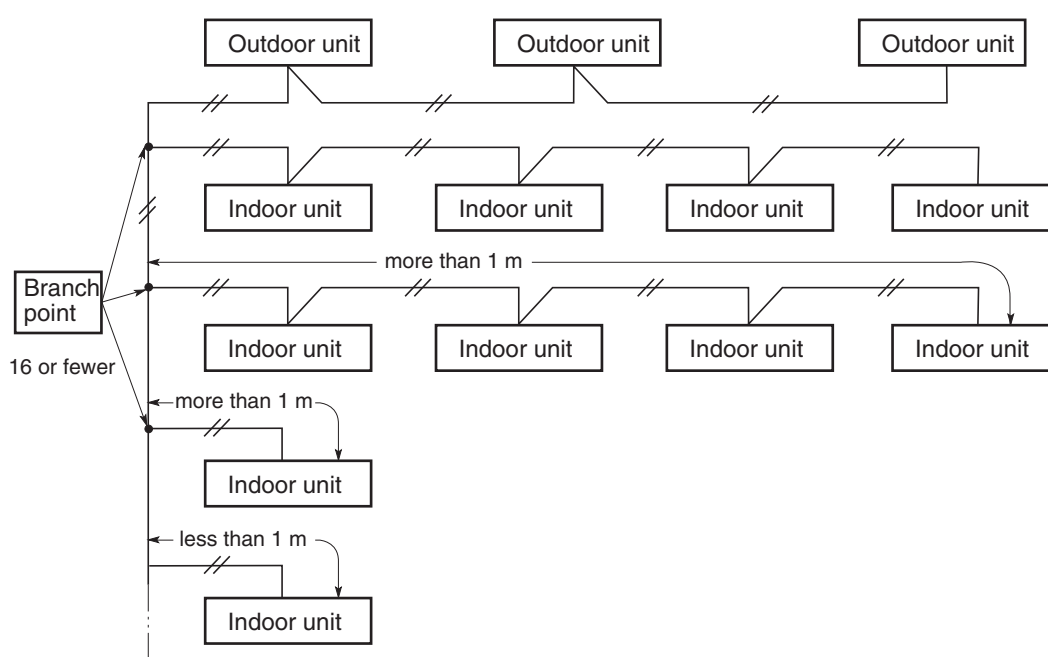 Outdoor unit Outdoor unit Outdoor unit
Indoor unit Indoor unit Indoor unit Indoor unit
more than 1 m
Branch
point
Indoor unit Indoor unit Indoor unit Indoor unit
16 or fewer
more than 1 m
Indoor unit
less than 1 m
Indoor unit